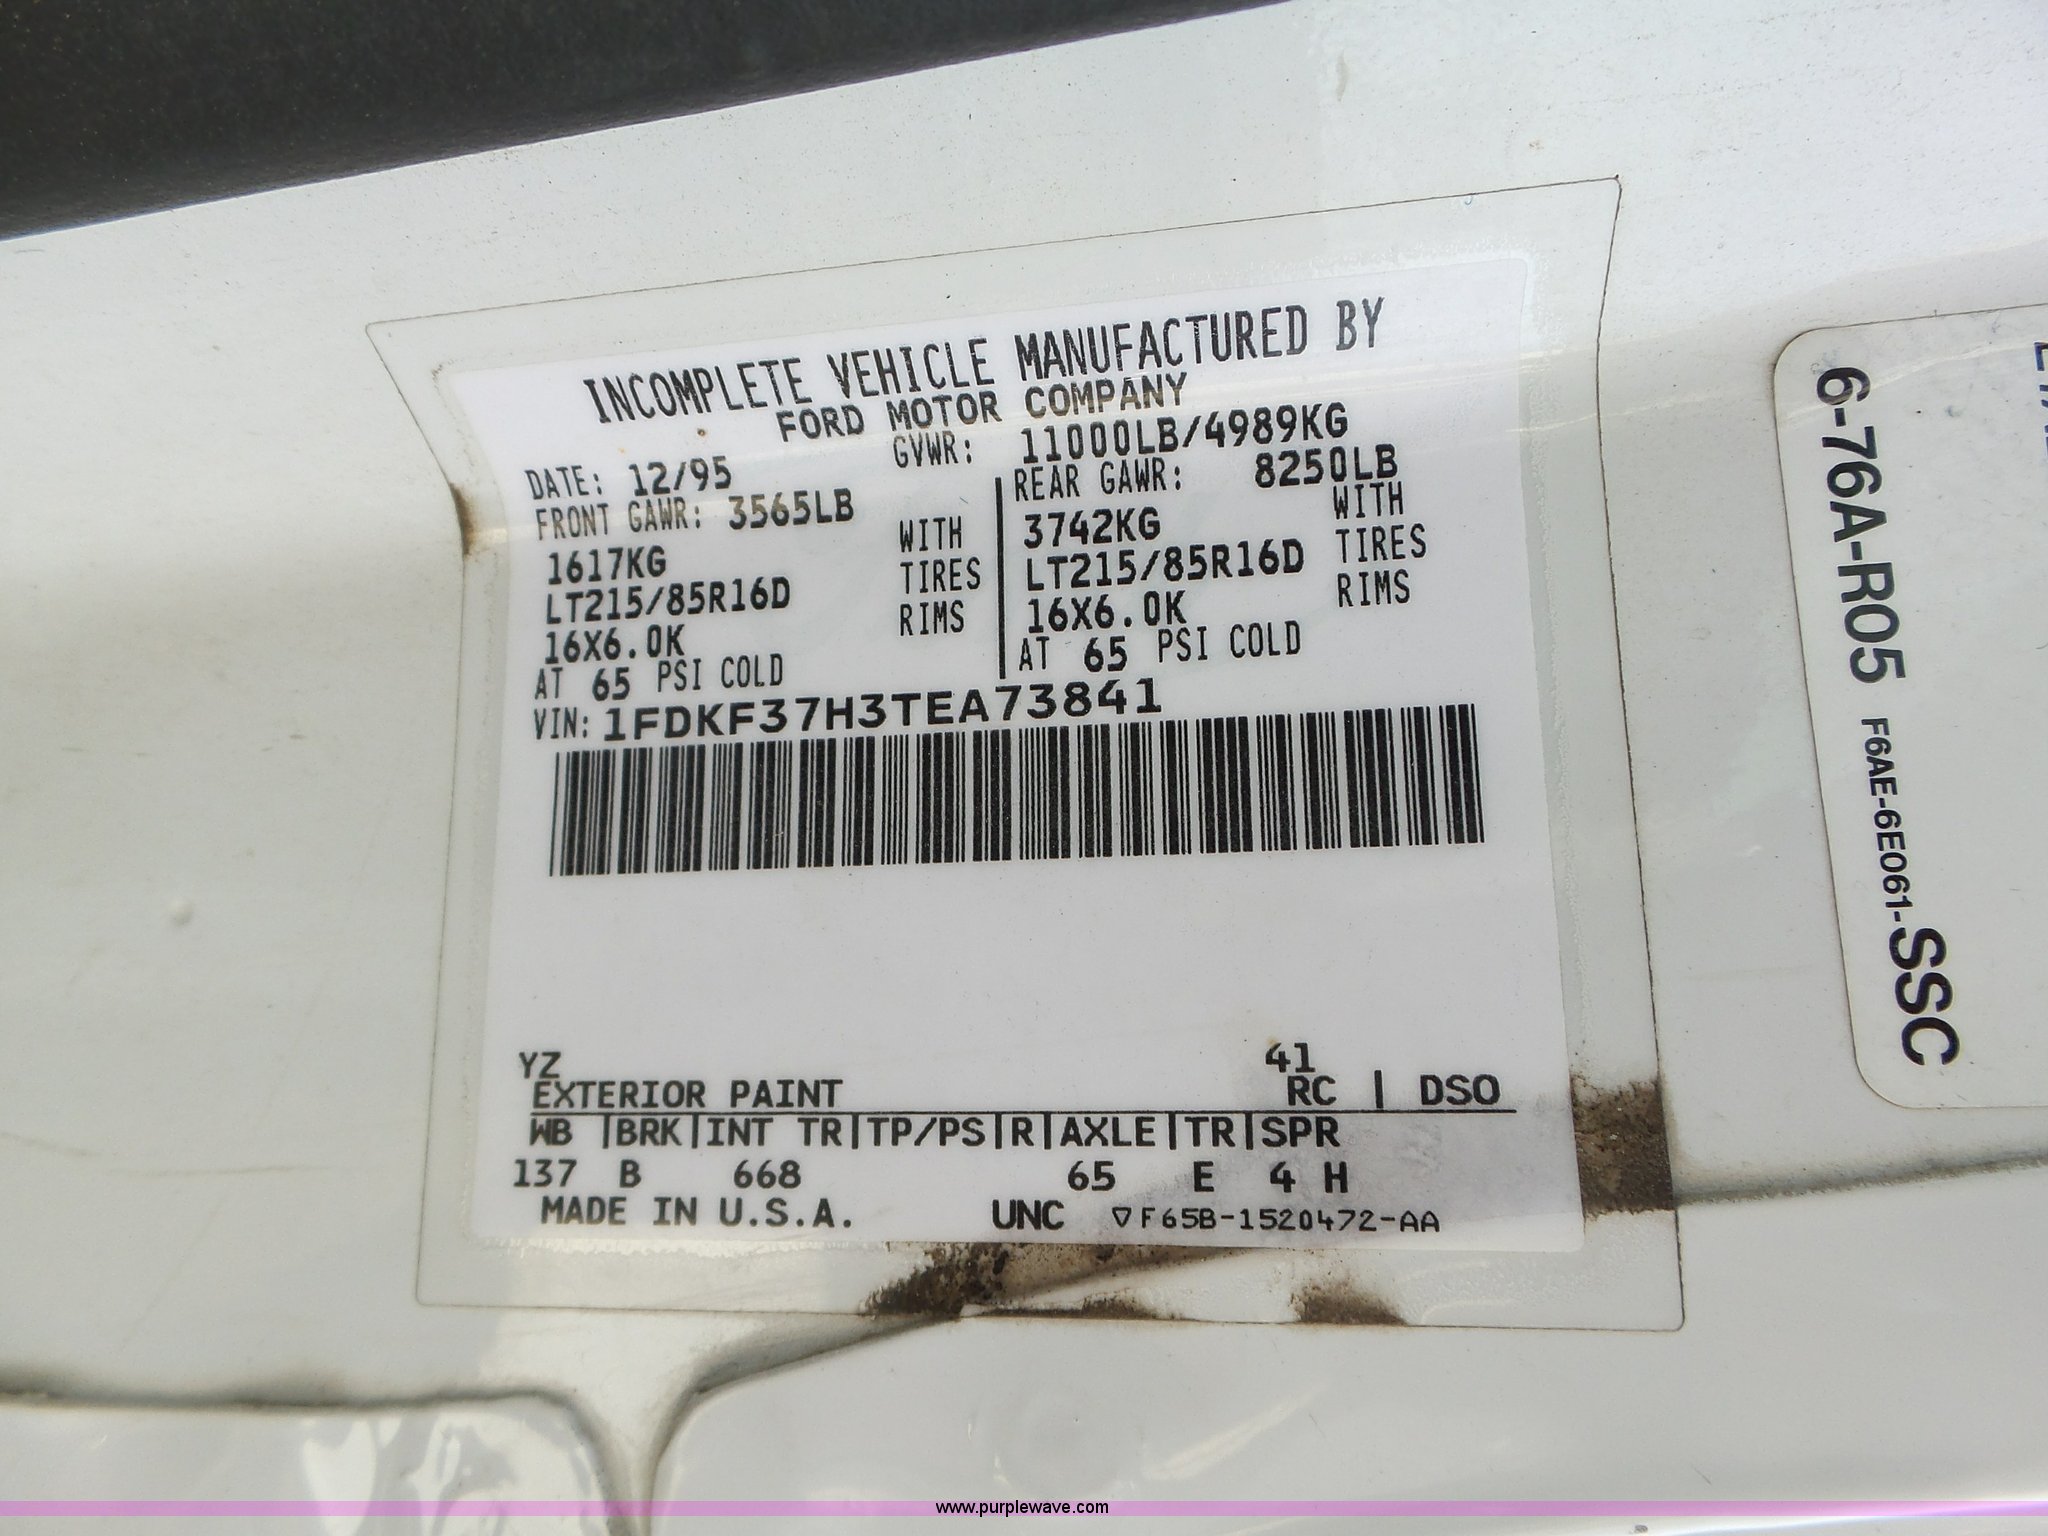 INCOMPLETE VEHICLE MANUFACTURED BY
FORD MOTOR COMPANY
DATE: 12/95 GVWR: 11000LB/4989KG
FRONT GAWR: 3565LB REAR GAWR: 8250LB
1617KG WITH 3742KG WITH
LT215/85R16D TIRES LT215/85R16D TIRES
16X6.0K RIMS 16X6.0K RIMS
AT 65 PSI COLD AT 65 PSI COLD
VIN: 1FDKF37H3TEA73841
YZ 41
EXTERIOR PAINT RC | DSO
WB |BRK|INT TR|TP/PS|R|AXLE|TR|SPR
137 B 668 65 E 4 H
MADE IN U.S.A. UNC ▽F65B-1520472-AA
6-76A-R05 F6AE-6E061-SSC
www.purplewave.com